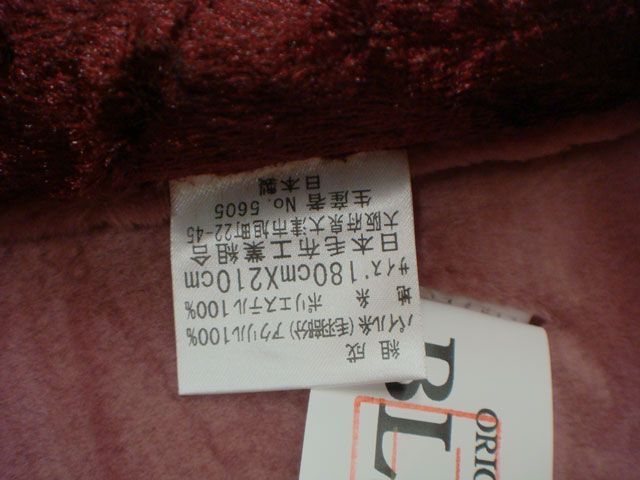 組成
パイル糸(毛羽部分)アクリル100%
地糸 ポリエステル100%
サイズ 180cmX210cm
日本毛布工業組合
大阪府泉大津市旭町22-45
生産者 No. 5605
日本製
ORIG
BL